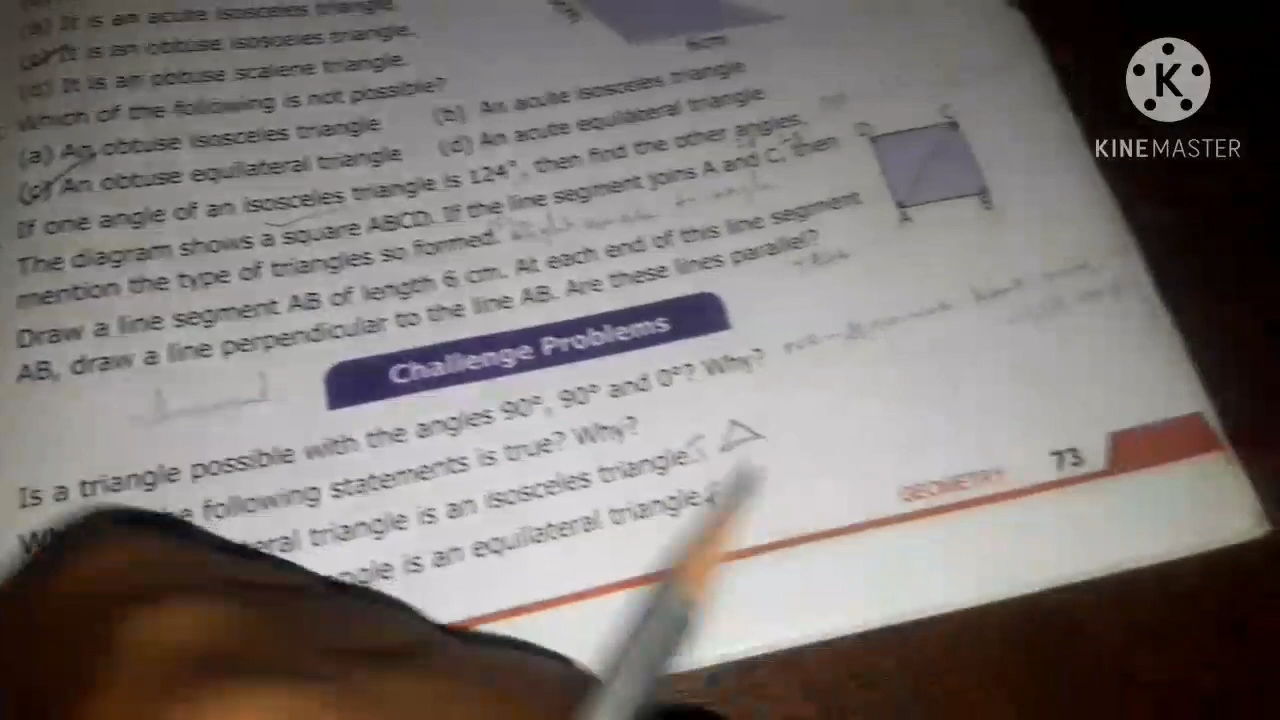 (a) It is an acute isosceles triangle.
It is an obtuse isosceles triangle.
(d) It is an obtuse scalene triangle.
6cm
Which of the following is not possible?
(a) An obtuse isosceles triangle
(b) An acute isosceles triangle
(c) An obtuse equilateral triangle
(d) An acute equilateral triangle
If one angle of an isosceles triangle is 124°, then find the other angles.
The diagram shows a square ABCD. If the line segment joins A and C, then
mention the type of triangles so formed.
D
C
A
B
Draw a line segment AB of length 6 cm. At each end of this line segment
AB, draw a line perpendicular to the line AB. Are these lines parallel?
Challenge Problems
Is a triangle possible with the angles 90°, 90° and 0°? Why?
following statements is true? Why?
triangle is an isosceles triangle.
is an equilateral triangle.
GEOMETRY
73
K
KINEMASTER